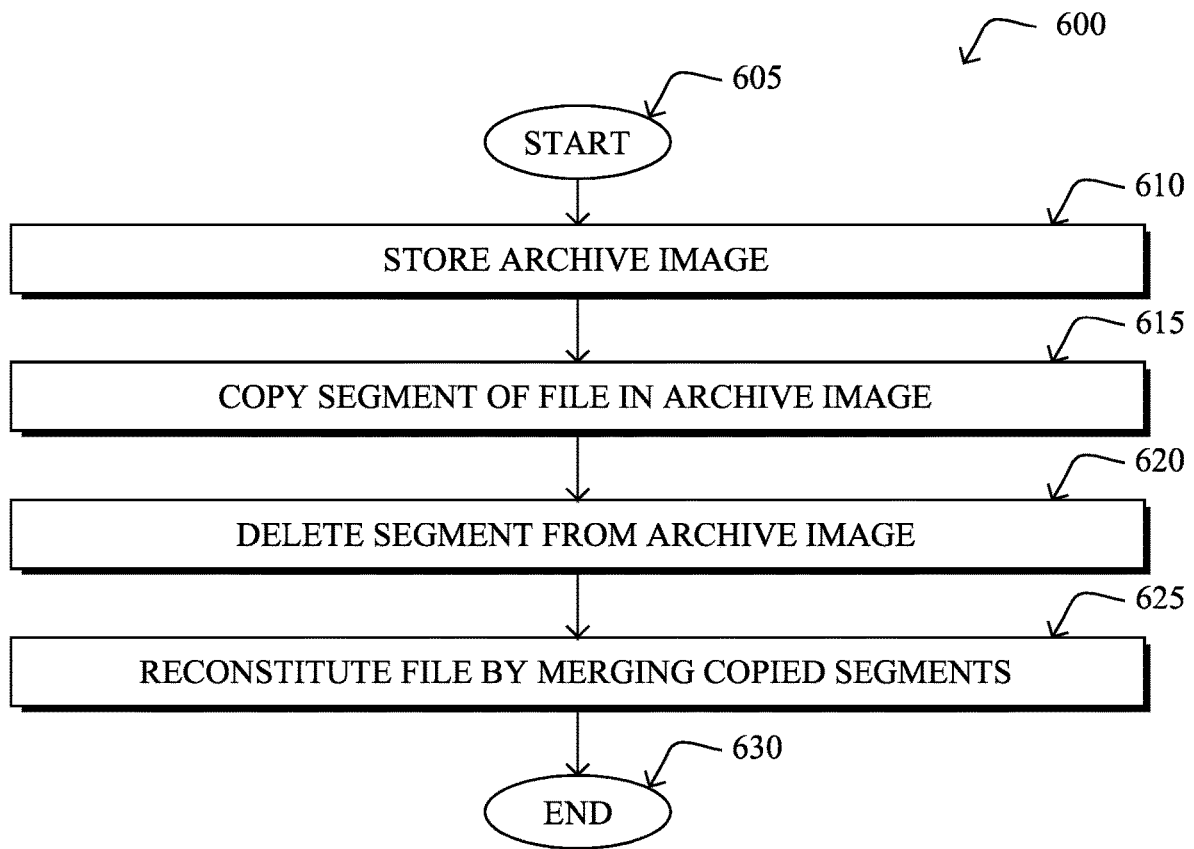 600
605
START
610
STORE ARCHIVE IMAGE
615
COPY SEGMENT OF FILE IN ARCHIVE IMAGE
620
DELETE SEGMENT FROM ARCHIVE IMAGE
625
RECONSTITUTE FILE BY MERGING COPIED SEGMENTS
630
END